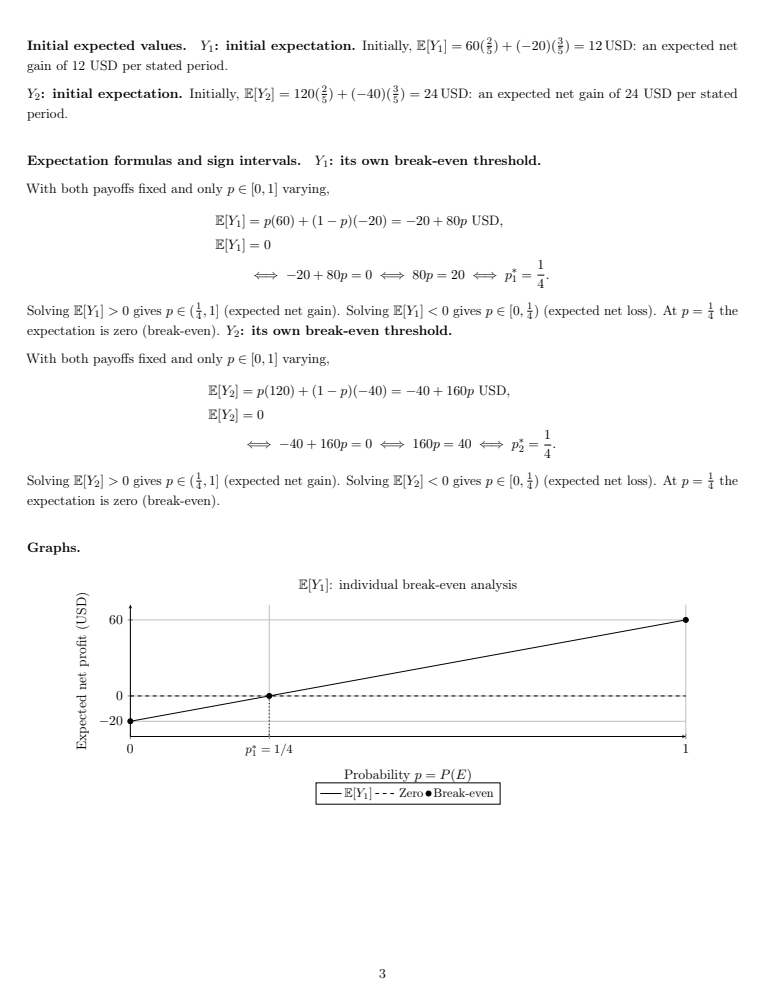 Initial expected values. Y₁: initial expectation. Initially, 𝔼[Y₁] = 60(2/5) + (−20)(3/5) = 12 USD: an expected net
gain of 12 USD per stated period.
Y₂: initial expectation. Initially, 𝔼[Y₂] = 120(2/5) + (−40)(3/5) = 24 USD: an expected net gain of 24 USD per stated
period.
Expectation formulas and sign intervals. Y₁: its own break-even threshold.
With both payoffs fixed and only p ∈ [0, 1] varying,
𝔼[Y₁] = p(60) + (1 − p)(−20) = −20 + 80p USD,
𝔼[Y₁] = 0
⟺ −20 + 80p = 0 ⟺ 80p = 20 ⟺ p₁* = 1/4.
Solving 𝔼[Y₁] > 0 gives p ∈ (1/4, 1] (expected net gain). Solving 𝔼[Y₁] < 0 gives p ∈ [0, 1/4) (expected net loss). At p = 1/4 the
expectation is zero (break-even). Y₂: its own break-even threshold.
With both payoffs fixed and only p ∈ [0, 1] varying,
𝔼[Y₂] = p(120) + (1 − p)(−40) = −40 + 160p USD,
𝔼[Y₂] = 0
⟺ −40 + 160p = 0 ⟺ 160p = 40 ⟺ p₂* = 1/4.
Solving 𝔼[Y₂] > 0 gives p ∈ (1/4, 1] (expected net gain). Solving 𝔼[Y₂] < 0 gives p ∈ [0, 1/4) (expected net loss). At p = 1/4 the
expectation is zero (break-even).
Graphs.
𝔼[Y₁]: individual break-even analysis
Expected net profit (USD)
60
0
−20
0
p₁* = 1/4
1
Probability p = P(E)
𝔼[Y₁] Zero Break-even
3